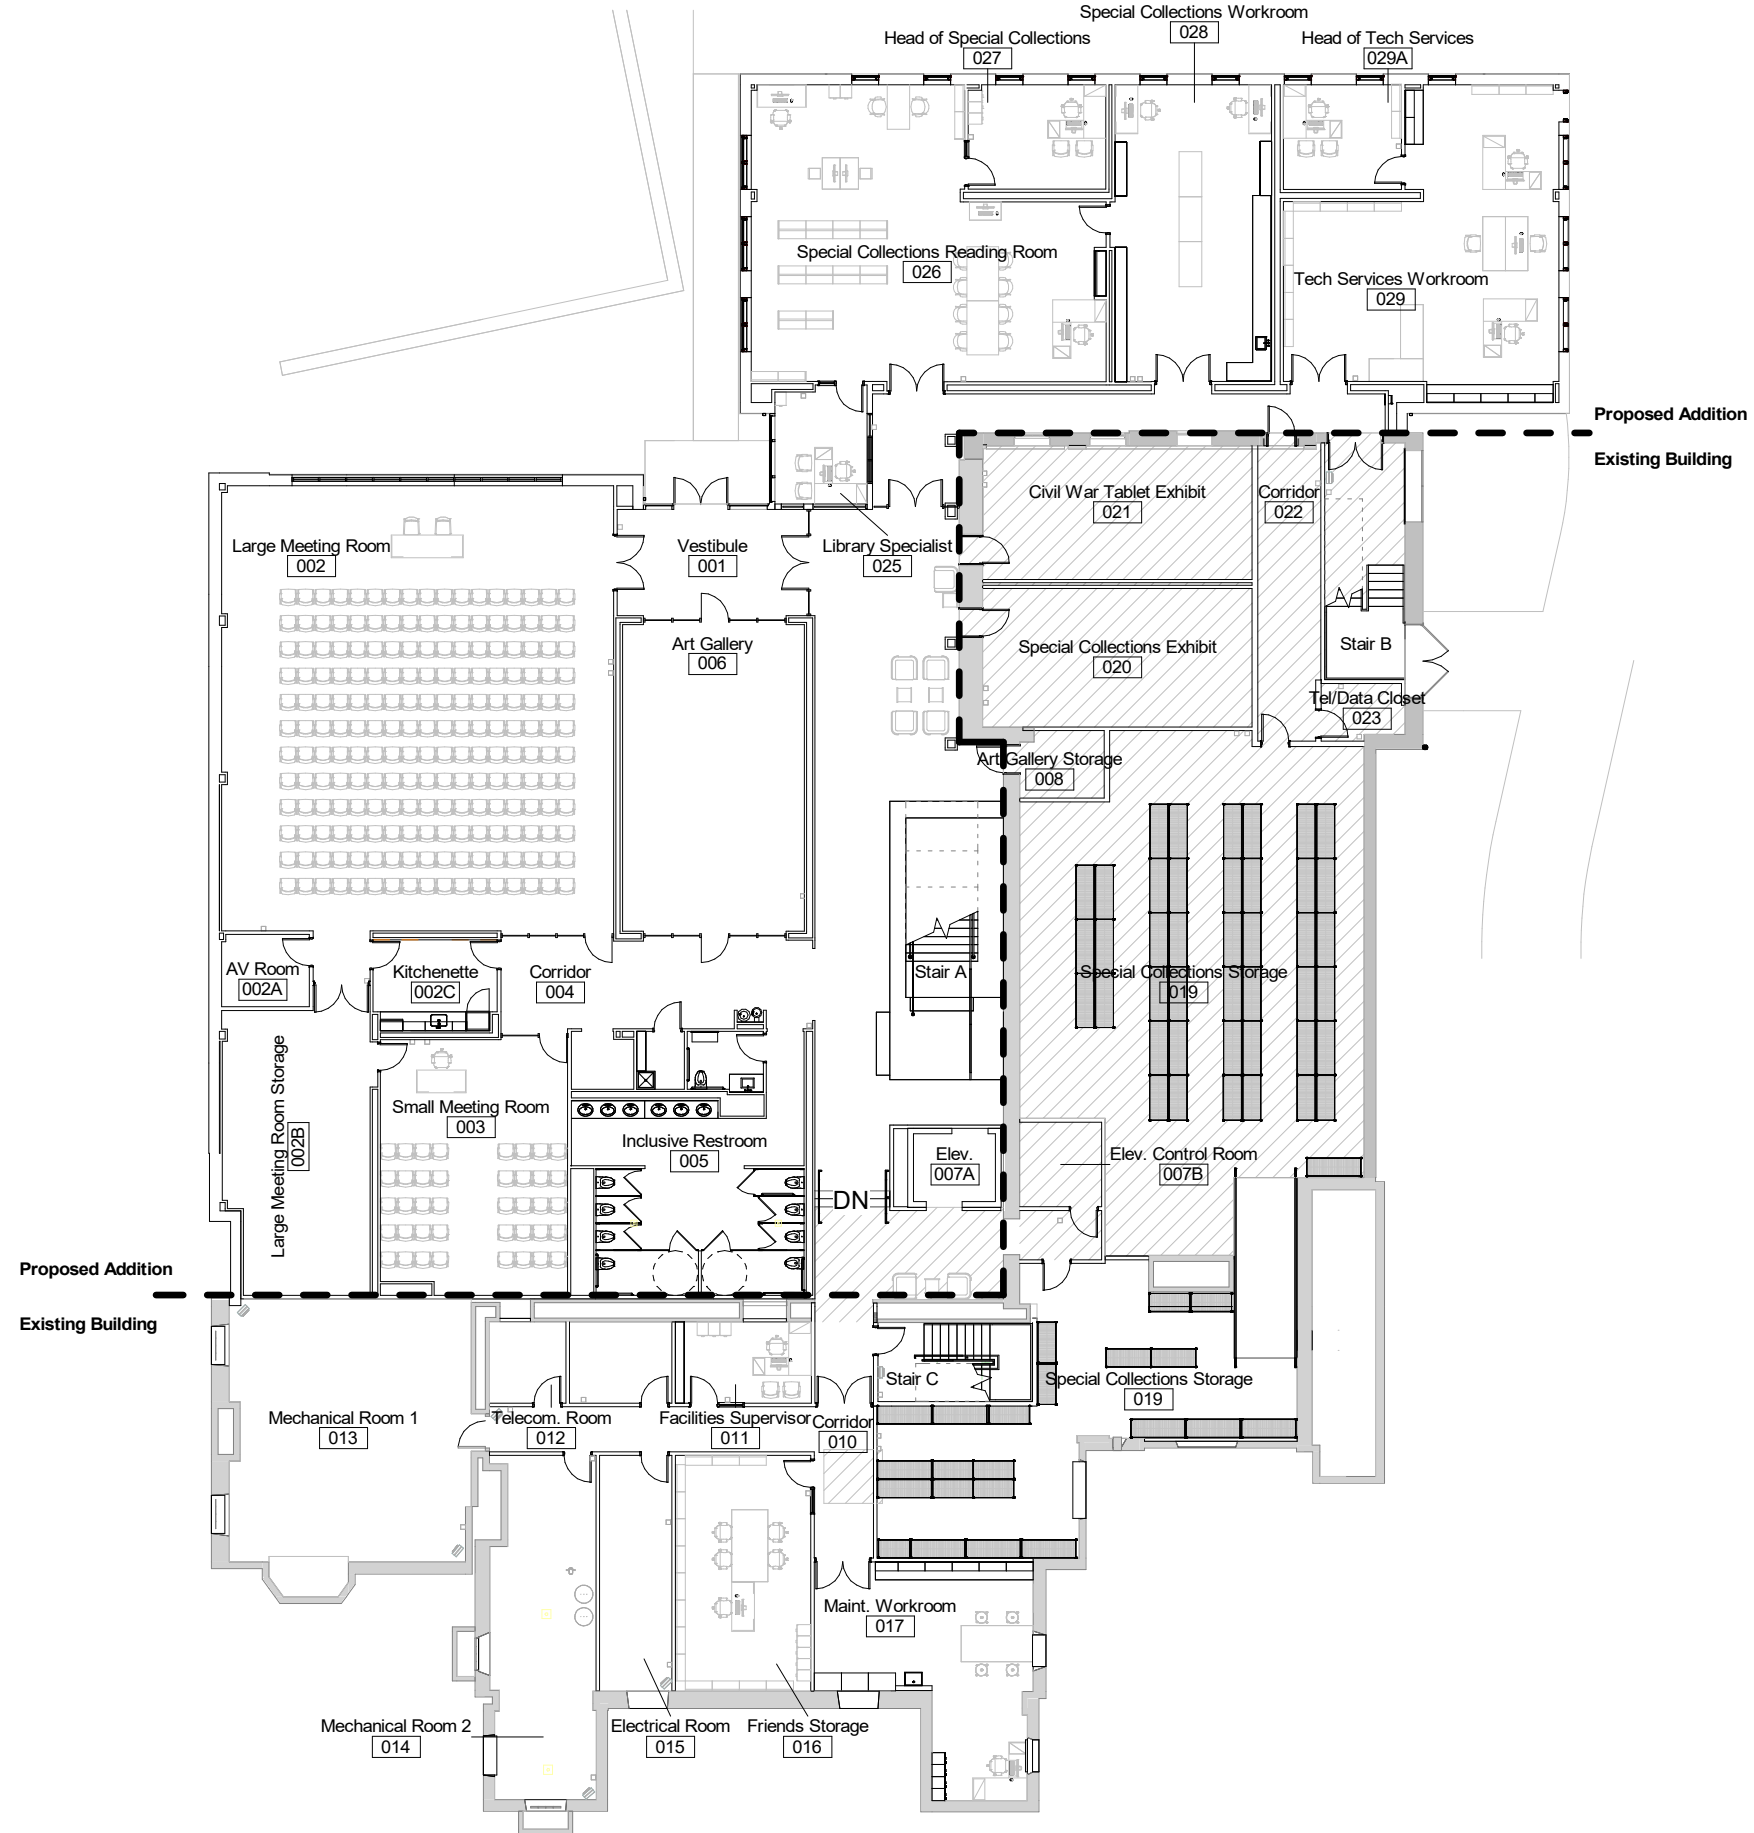 Special Collections Workroom
028
Head of Special Collections
027
Head of Tech Services
029A
Special Collections Reading Room
026
Tech Services Workroom
029
Proposed Addition
Existing Building
Civil War Tablet Exhibit
021
Corridor
022
Large Meeting Room
002
Vestibule
001
Library Specialist
025
Art Gallery
006
Special Collections Exhibit
020
Stair B
Tel/Data Closet
023
Art Gallery Storage
008
AV Room
002A
Kitchenette
002C
Corridor
004
Stair A
Special Collections Storage
019
Large Meeting Room Storage
002B
Small Meeting Room
003
Inclusive Restroom
005
Elev.
007A
Elev. Control Room
007B
DN
Proposed Addition
Existing Building
Stair C
Special Collections Storage
019
Mechanical Room 1
013
Telecom. Room
012
Facilities Supervisor
011
Corridor
010
Maint. Workroom
017
Mechanical Room 2
014
Electrical Room
015
Friends Storage
016